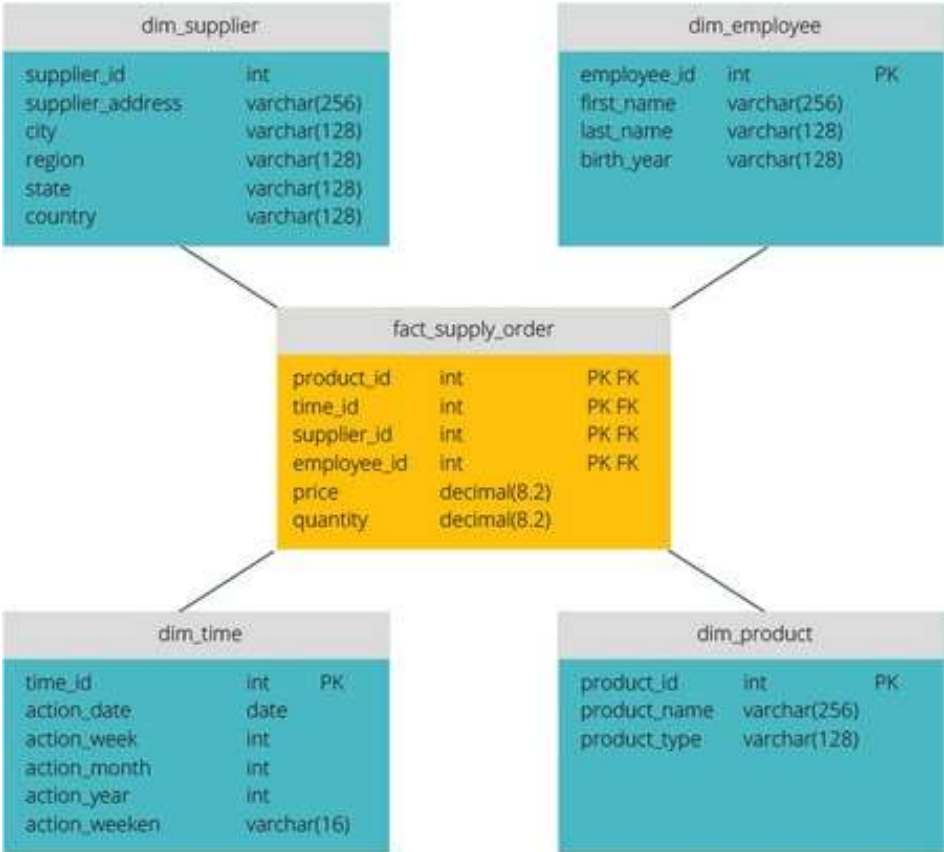 dim_supplier
supplier_id int
supplier_address varchar(256)
city varchar(128)
region varchar(128)
state varchar(128)
country varchar(128)
dim_employee
employee_id int PK
first_name varchar(256)
last_name varchar(128)
birth_year varchar(128)
fact_supply_order
product_id int PK FK
time_id int PK FK
supplier_id int PK FK
employee_id int PK FK
price decimal(8.2)
quantity decimal(8.2)
dim_time
time_id int PK
action_date date
action_week int
action_month int
action_year int
action_weeken varchar(16)
dim_product
product_id int PK
product_name varchar(256)
product_type varchar(128)